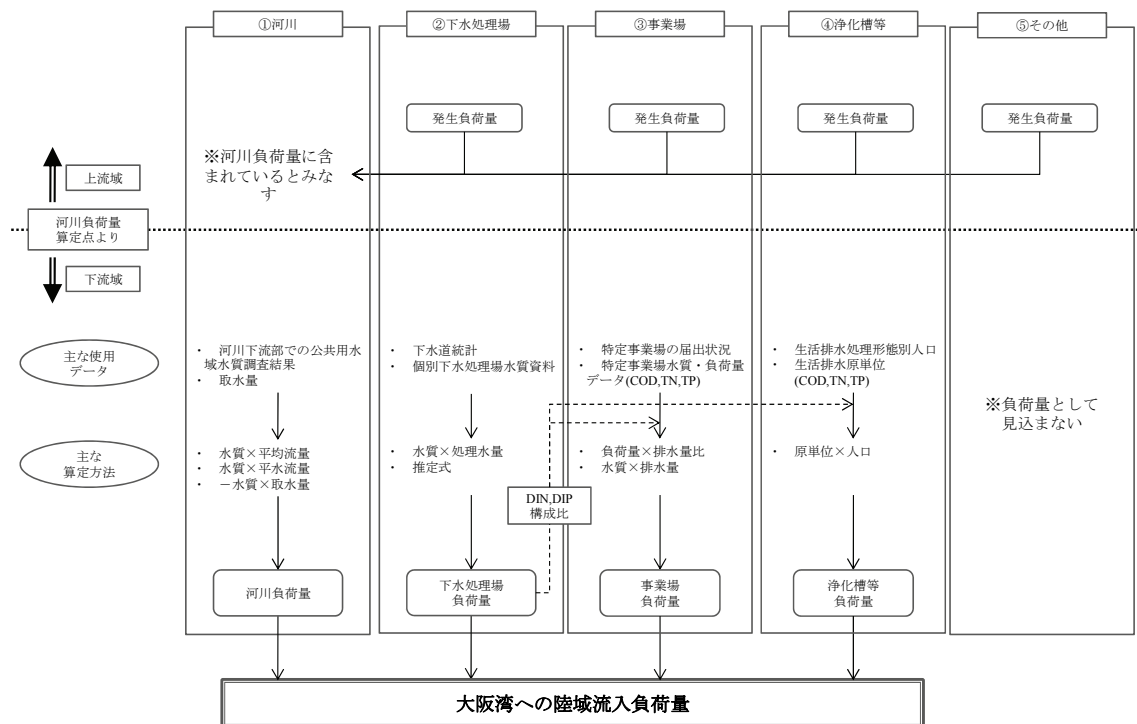 ①河川
②下水処理場
③事業場
④浄化槽等
⑤その他
発生負荷量
発生負荷量
発生負荷量
発生負荷量
※河川負荷量に含
まれているとみな
す
上流域
河川負荷量
算定点より
下流域
主な使用
データ
・ 河川下流部での公共用水
域水質調査結果
・ 取水量
・ 下水道統計
・ 個別下水処理場水質資料
・ 特定事業場の届出状況
・ 特定事業場水質・負荷量
データ(COD,TN,TP)
・ 生活排水処理形態別人口
・ 生活排水原単位
(COD,TN,TP)
※負荷量として
見込まない
主な
算定方法
・ 水質×平均流量
・ 水質×平水流量
・ －水質×取水量
・ 水質×処理水量
・ 推定式
・ 負荷量×排水量比
・ 水質×排水量
・ 原単位×人口
DIN,DIP
構成比
河川負荷量
下水処理場
負荷量
事業場
負荷量
浄化槽等
負荷量
大阪湾への陸域流入負荷量